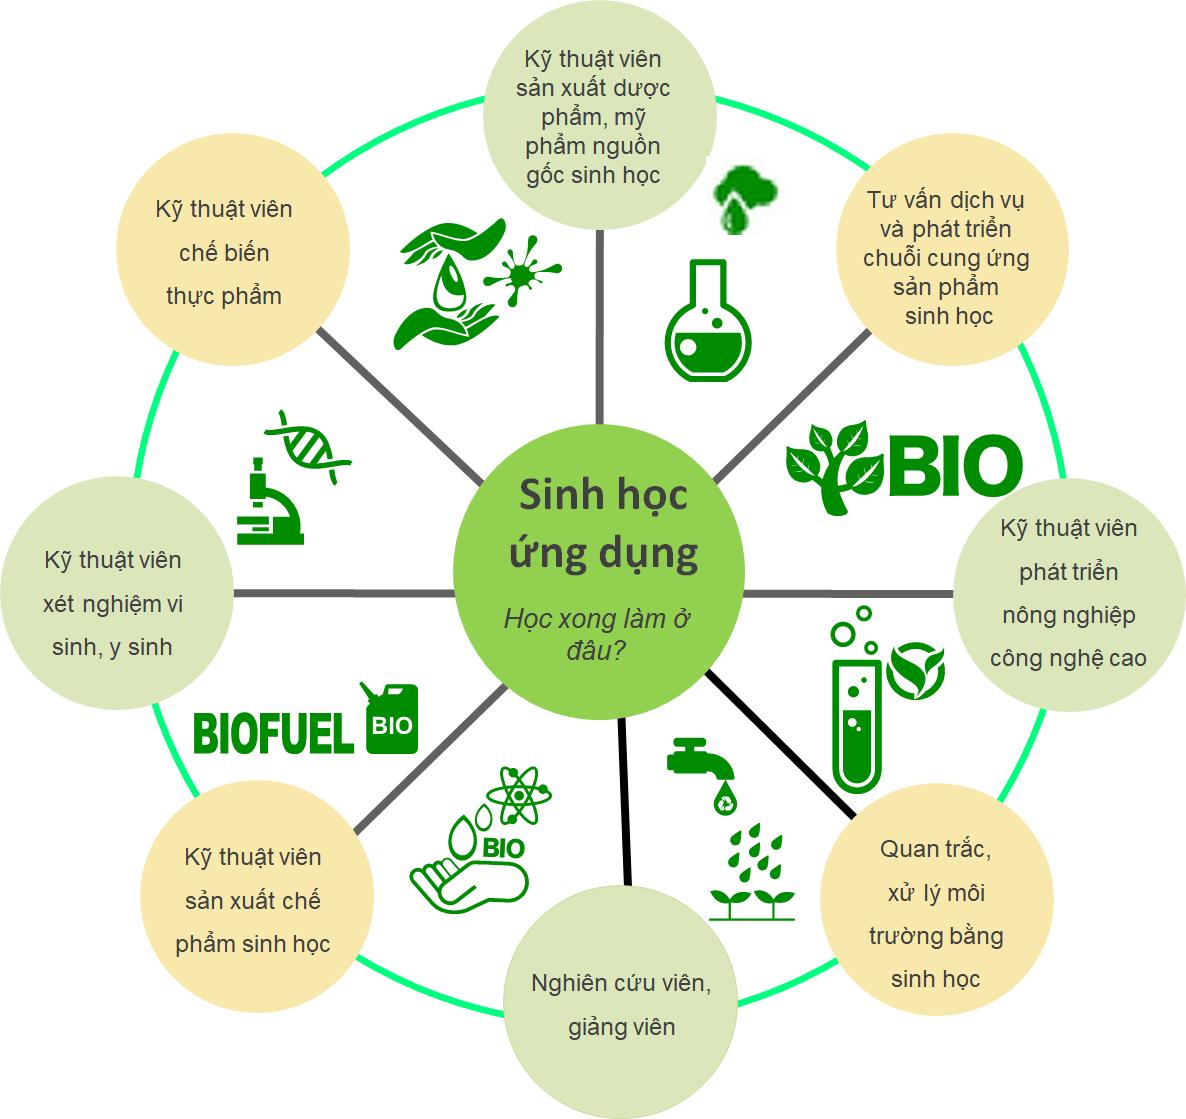 Kỹ thuật viên
sản xuất dược
phẩm, mỹ
phẩm nguồn
gốc sinh học
Tư vấn dịch vụ
và phát triển
chuỗi cung ứng
sản phẩm
sinh học
Kỹ thuật viên
phát triển
nông nghiệp
công nghệ cao
Quan trắc,
xử lý môi
trường bằng
sinh học
Nghiên cứu viên,
giảng viên
Kỹ thuật viên
sản xuất chế
phẩm sinh học
Kỹ thuật viên
xét nghiệm vi
sinh, y sinh
Kỹ thuật viên
chế biến
thực phẩm
Sinh học
ứng dụng
Học xong làm ở
đâu?
BIO
BIOFUEL
BIO
BIO